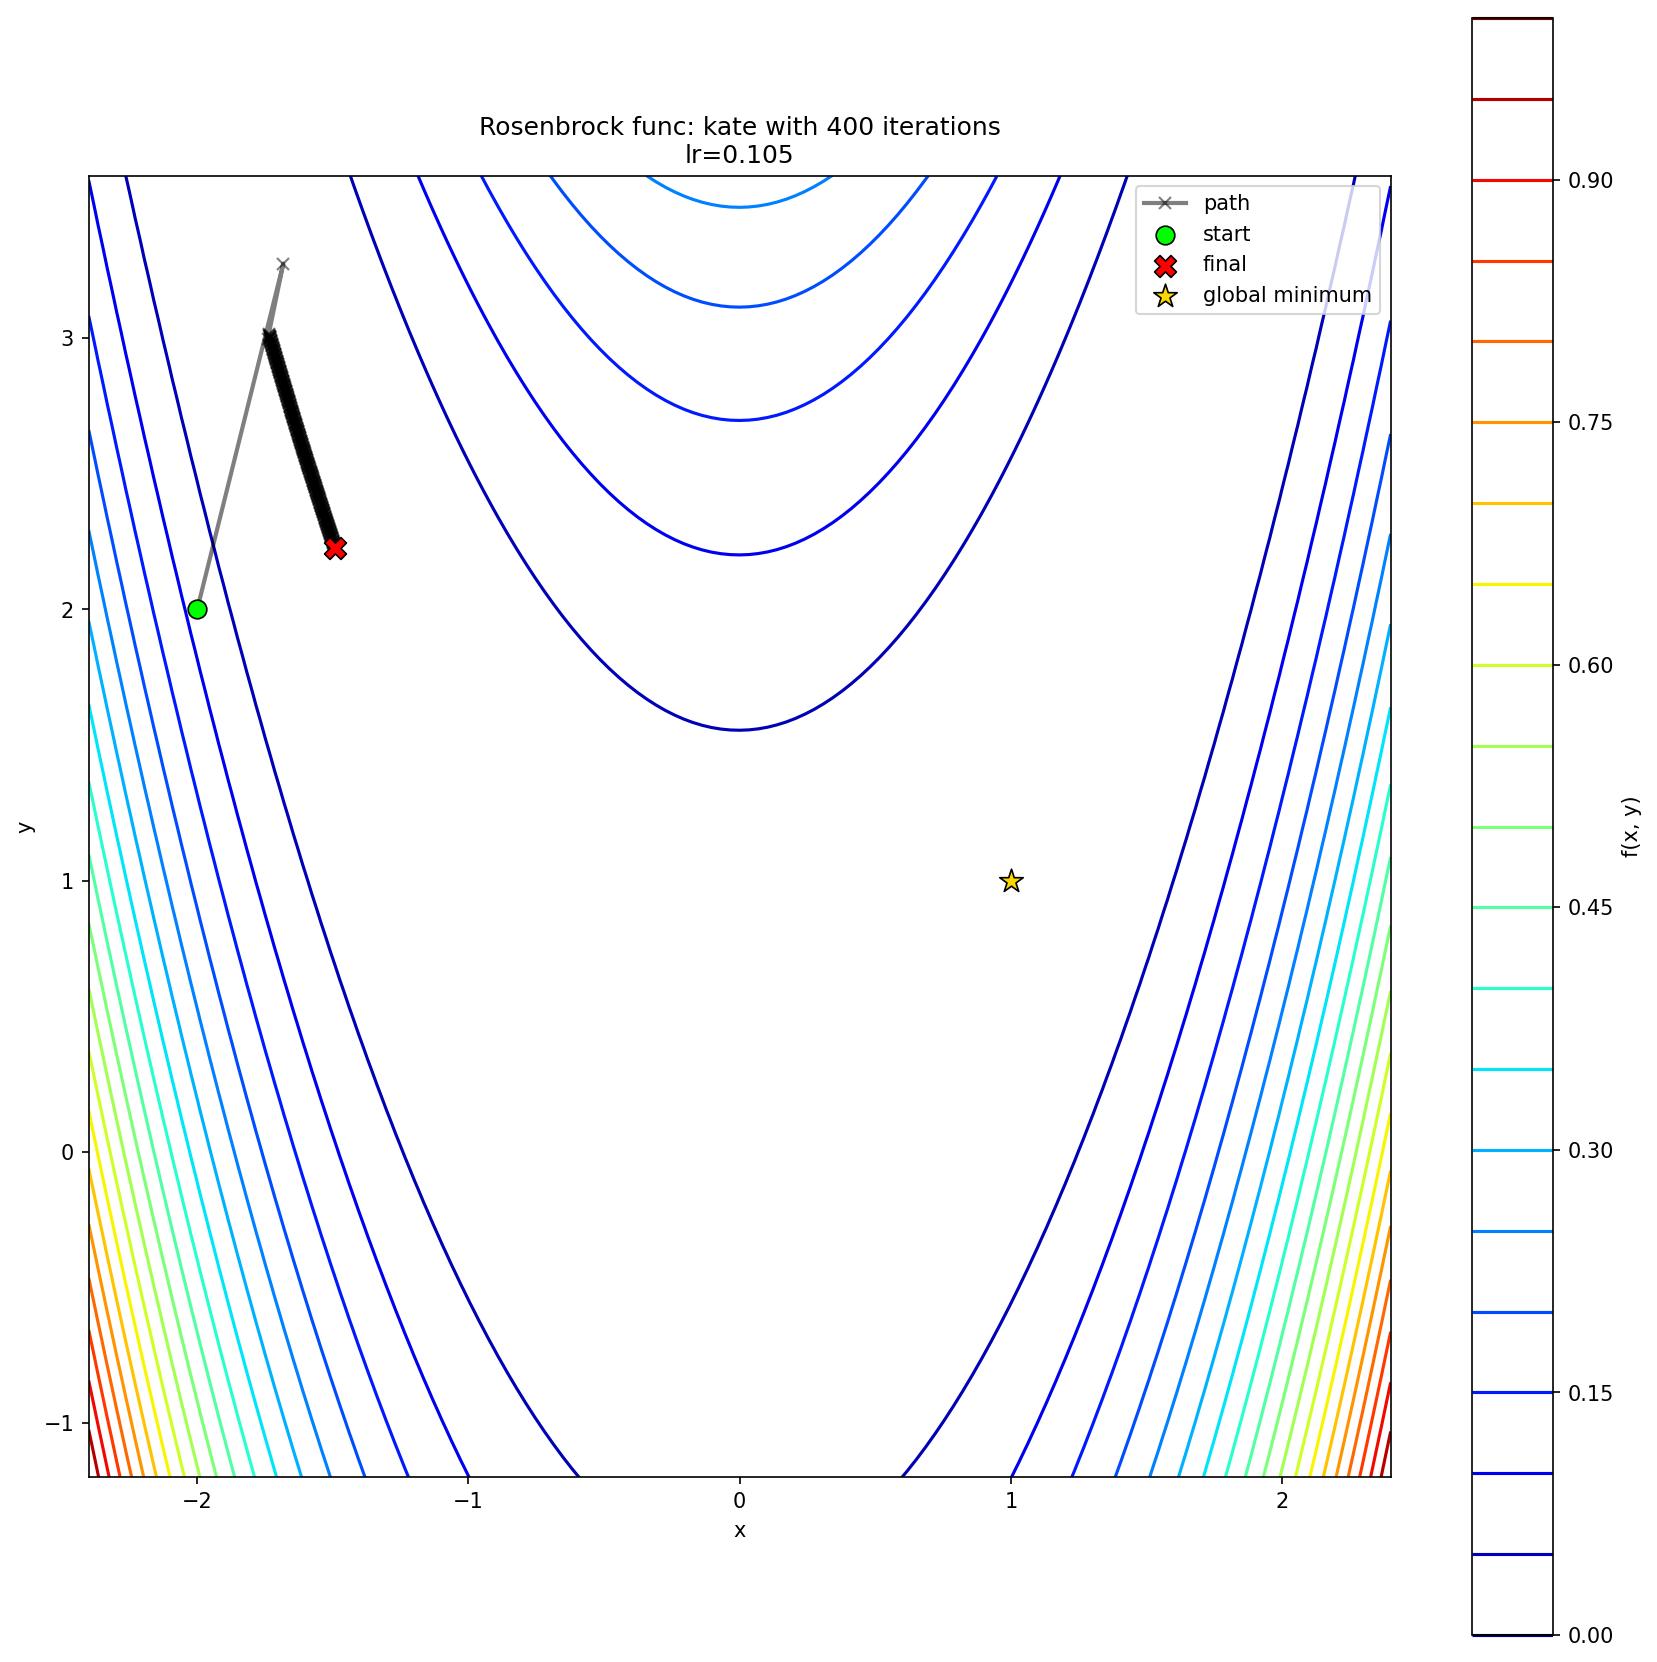 Rosenbrock func: kate with 400 iterations
lr=0.105
path
start
final
global minimum
y
3
2
1
0
−1
−2
−1
0
1
2
x
0.90
0.75
0.60
0.45
0.30
0.15
0.00
f(x, y)